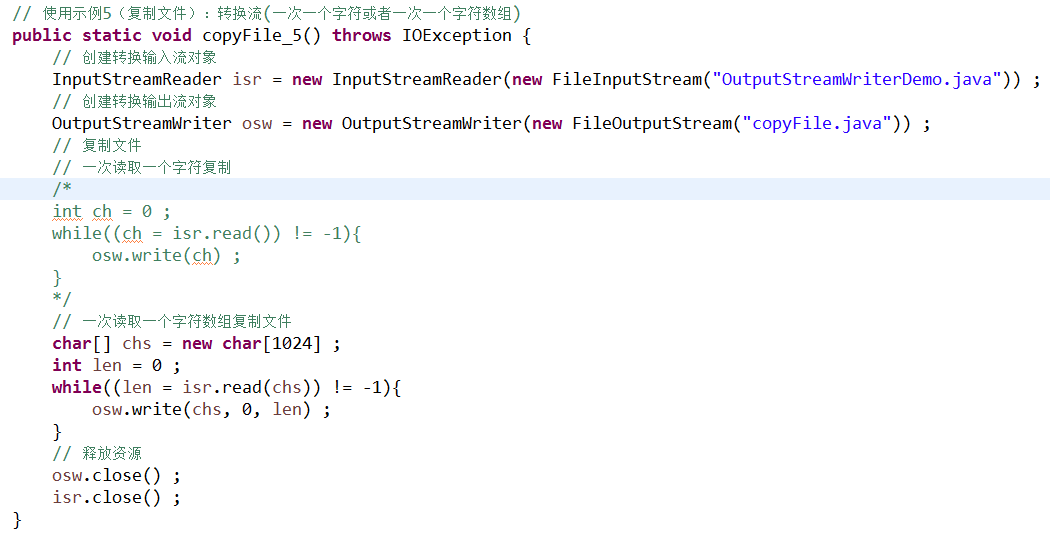 // 使用示例5（复制文件）：转换流(一次一个字符或者一次一个字符数组)
public static void copyFile_5() throws IOException {
// 创建转换输入流对象
InputStreamReader isr = new InputStreamReader(new FileInputStream("OutputStreamWriterDemo.java")) ;
// 创建转换输出流对象
OutputStreamWriter osw = new OutputStreamWriter(new FileOutputStream("copyFile.java")) ;
// 复制文件
// 一次读取一个字符复制
/*
int ch = 0 ;
while((ch = isr.read()) != -1){
osw.write(ch) ;
}
*/
// 一次读取一个字符数组复制文件
char[] chs = new char[1024] ;
int len = 0 ;
while((len = isr.read(chs)) != -1){
osw.write(chs, 0, len) ;
}
// 释放资源
osw.close() ;
isr.close() ;
}